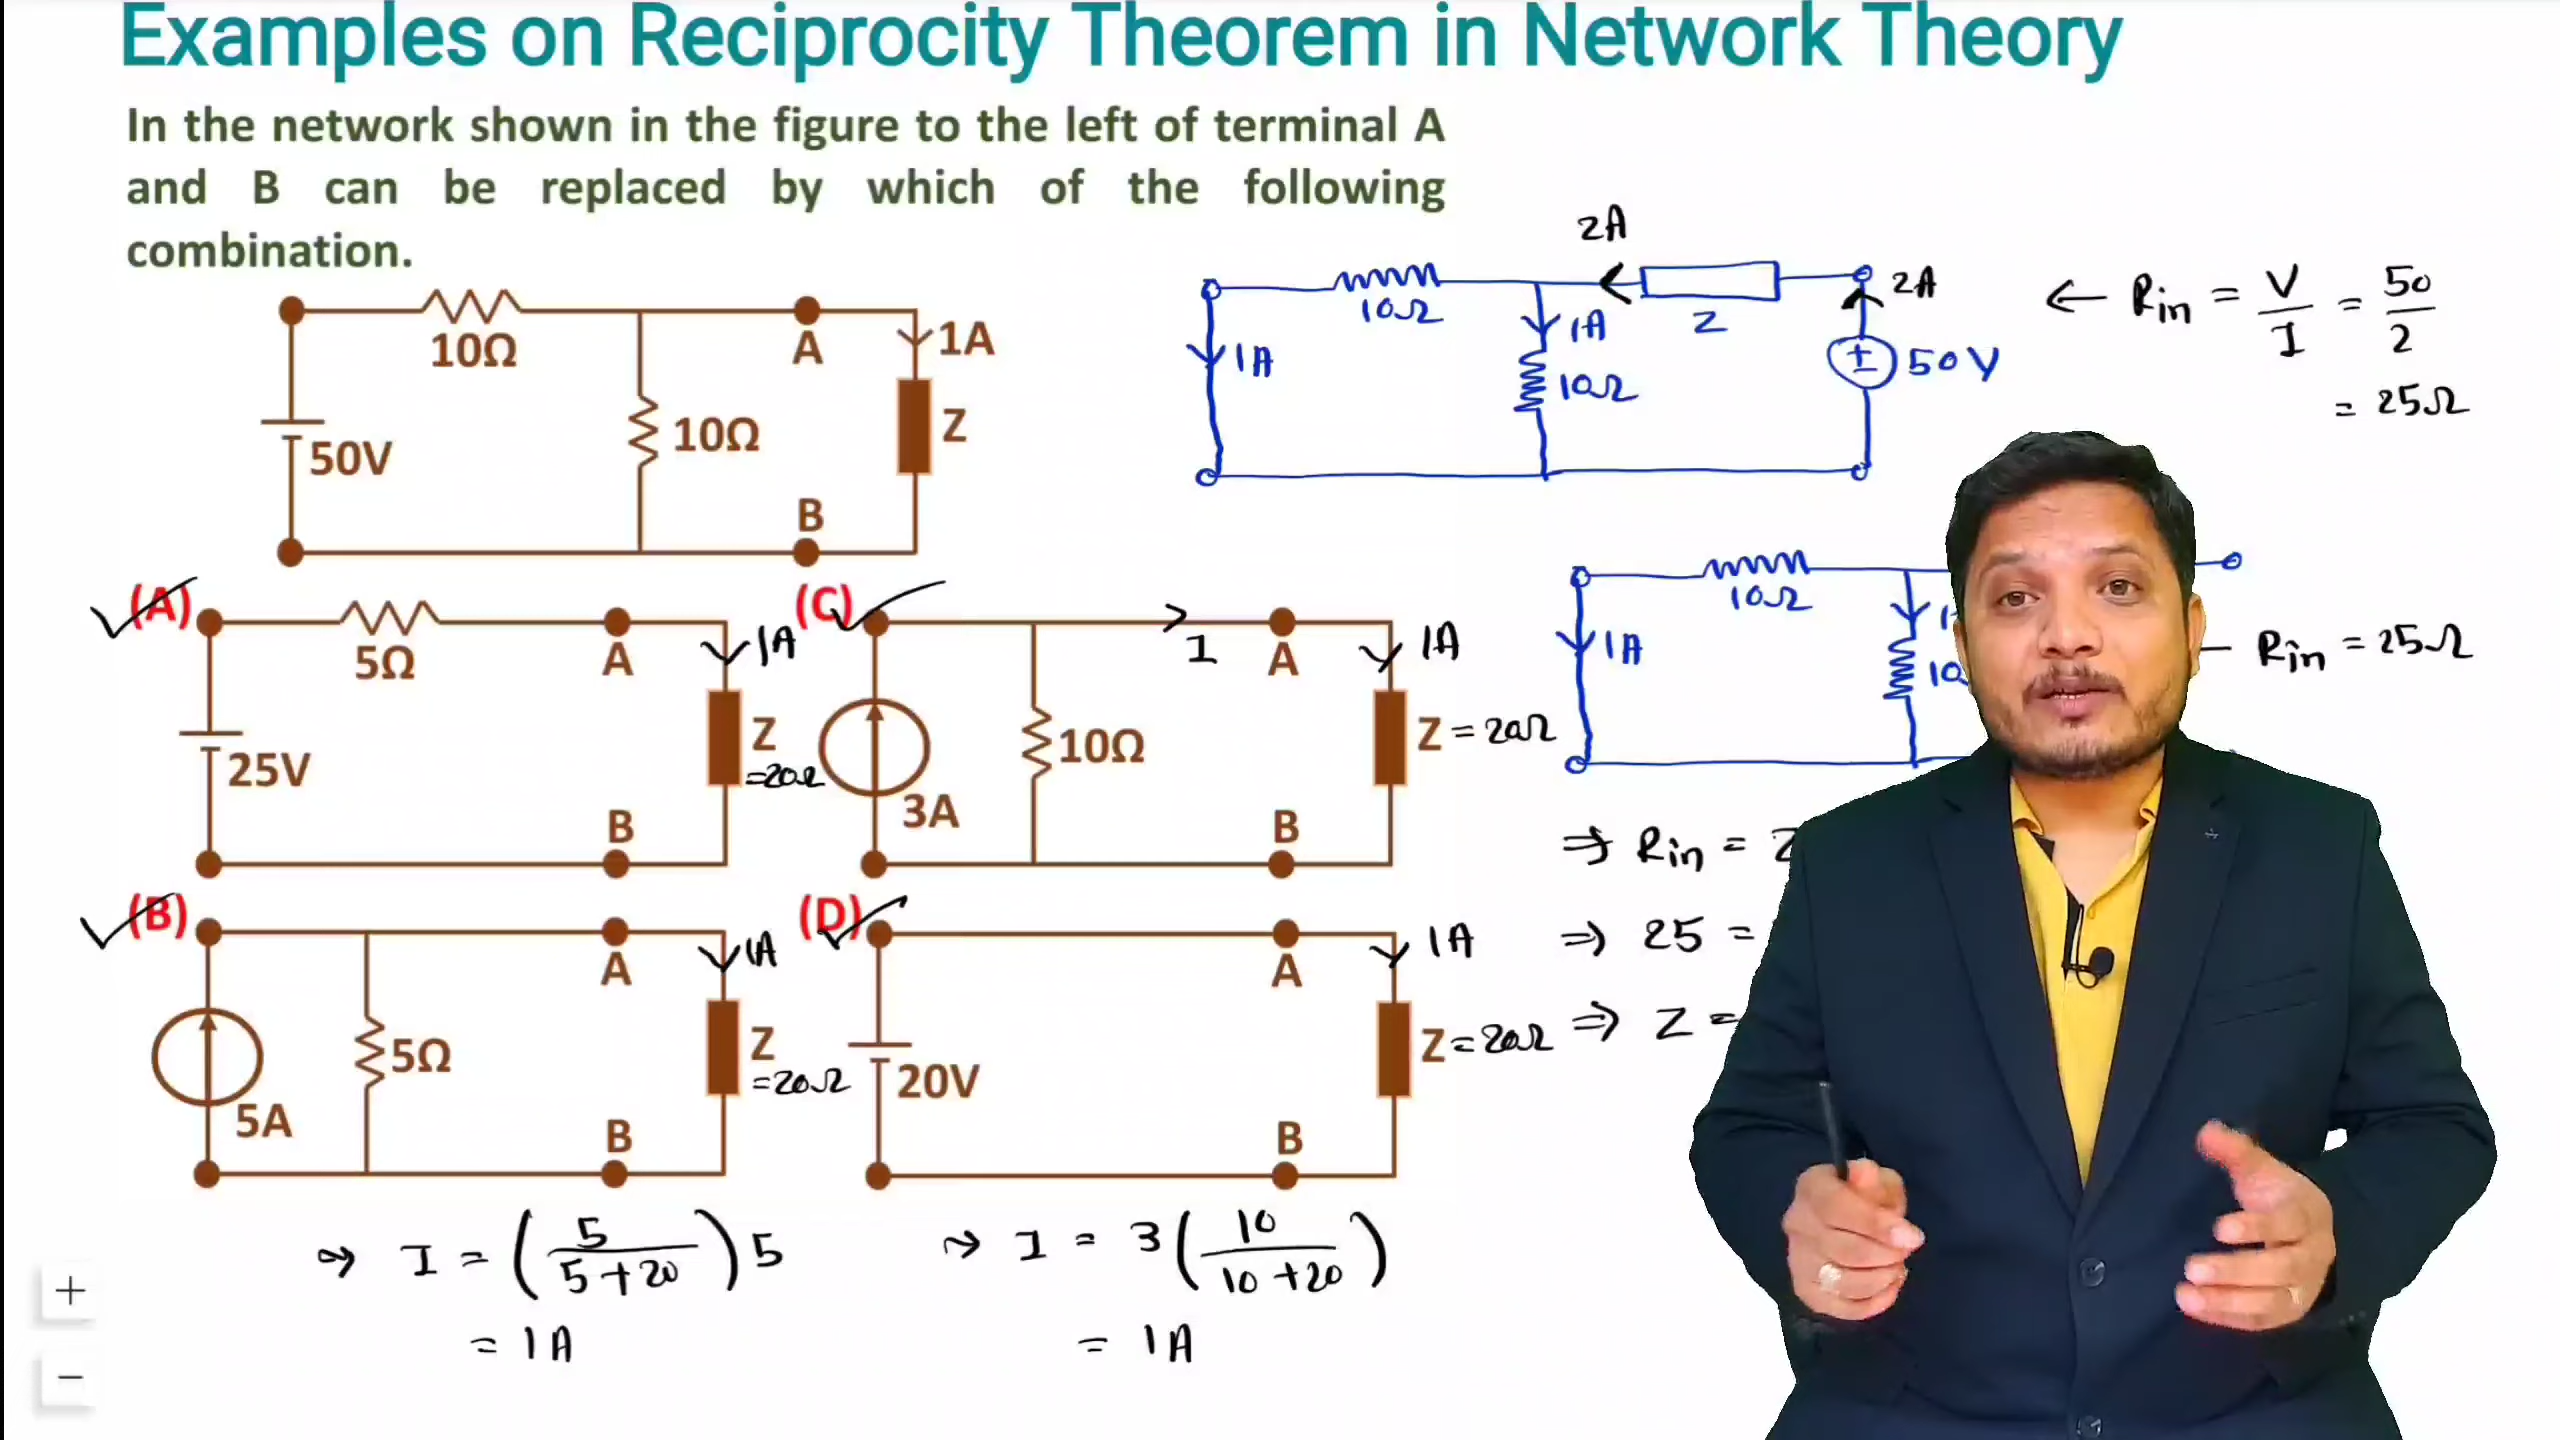 Examples on Reciprocity Theorem in Network Theory
In the network shown in the figure to the left of terminal A
and B can be replaced by which of the following
combination.
10Ω
A
1A
50V
10Ω
Z
B
2A
10Ω
Z
2A
1A
1A
10Ω
50V
← Rin = V/I = 50/2
= 25Ω
(A)
5Ω
A
1A
25V
Z
=20Ω
B
(C)
I
A
1A
3A
10Ω
Z =20Ω
B
10Ω
1A
Rin = 25Ω
⇒ Rin =
⇒ 25 =
⇒ Z =
(B)
A
1A
5A
5Ω
Z
=20Ω
B
(D)
A
1A
20V
Z=20Ω
B
⇒ I = (5/5+20)5
= 1A
⇒ I = 3(10/10+20)
= 1A
+
−